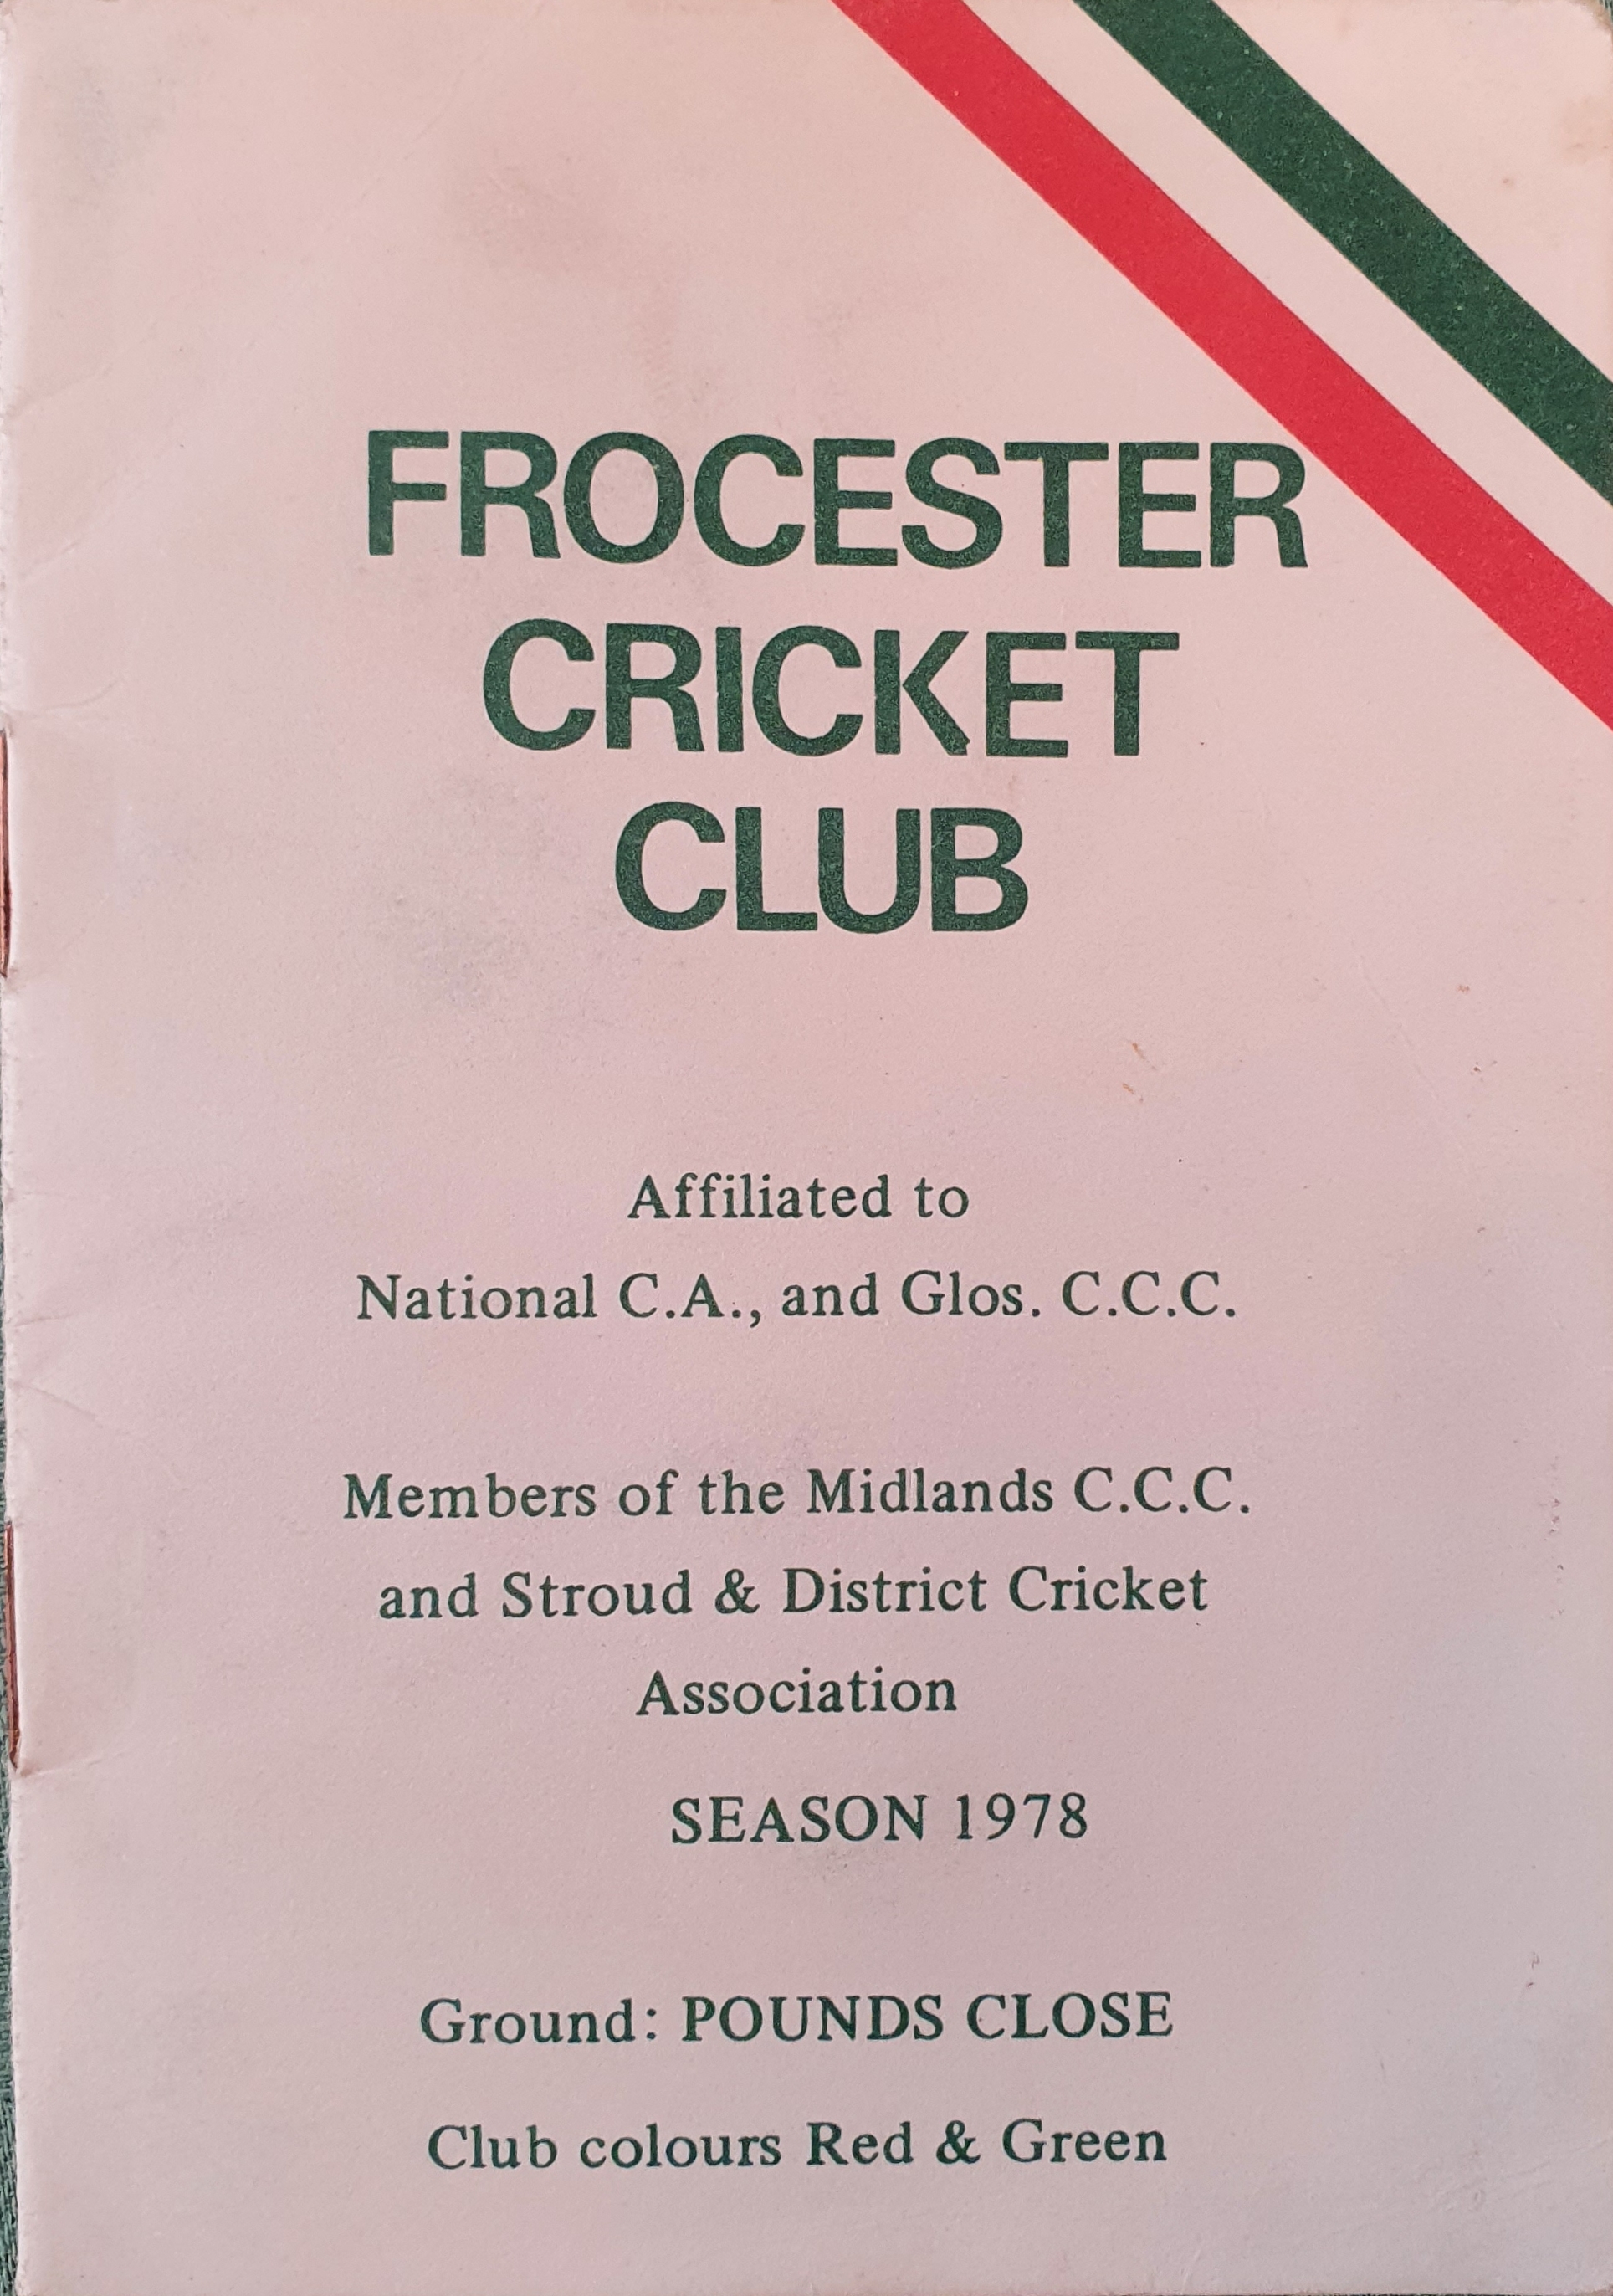 FROCESTER
CRICKET
CLUB
Affiliated to
National C.A., and Glos. C.C.C.
Members of the Midlands C.C.C.
and Stroud & District Cricket
Association
SEASON 1978
Ground: POUNDS CLOSE
Club colours Red & Green